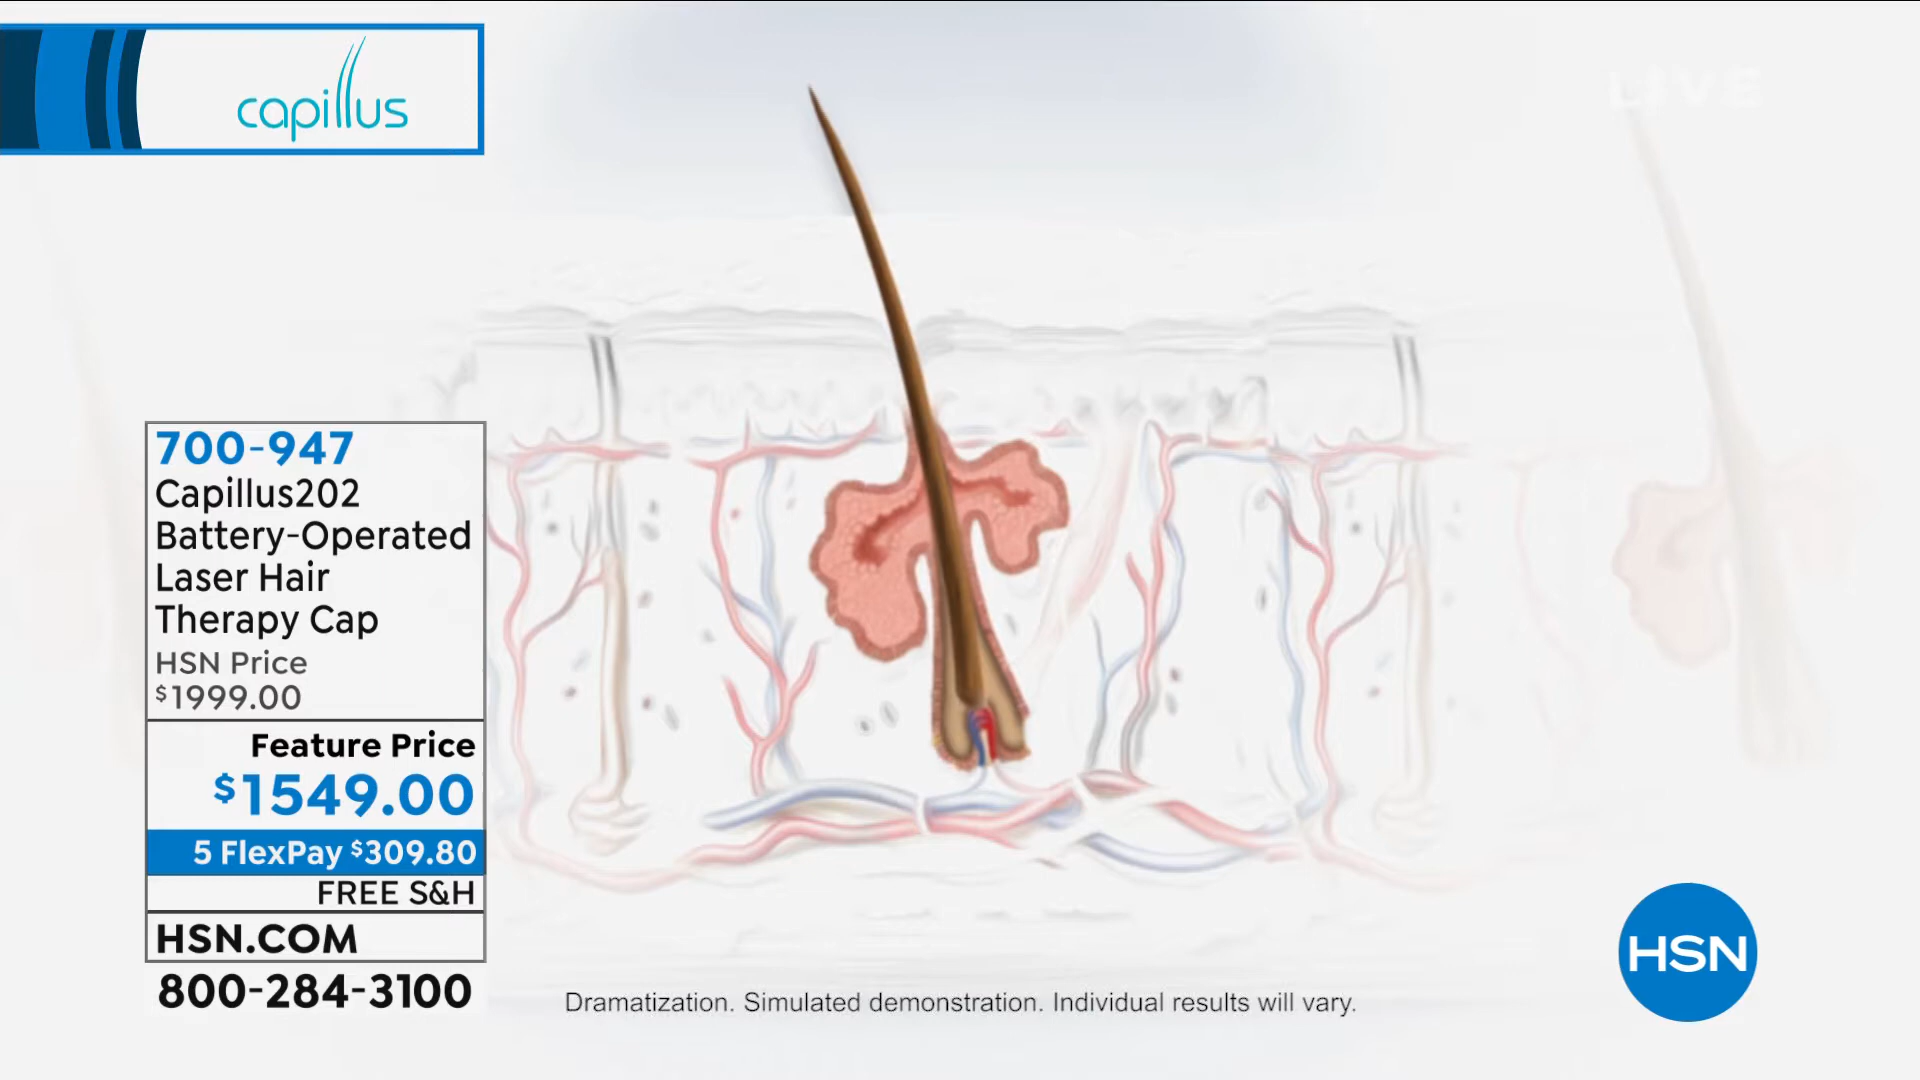 capillus
LIVE
700-947
Capillus202
Battery-Operated
Laser Hair
Therapy Cap
HSN Price
$1999.00
Feature Price
$1549.00
5 FlexPay $309.80
FREE S&H
HSN.COM
800-284-3100
Dramatization. Simulated demonstration. Individual results will vary.
HSN